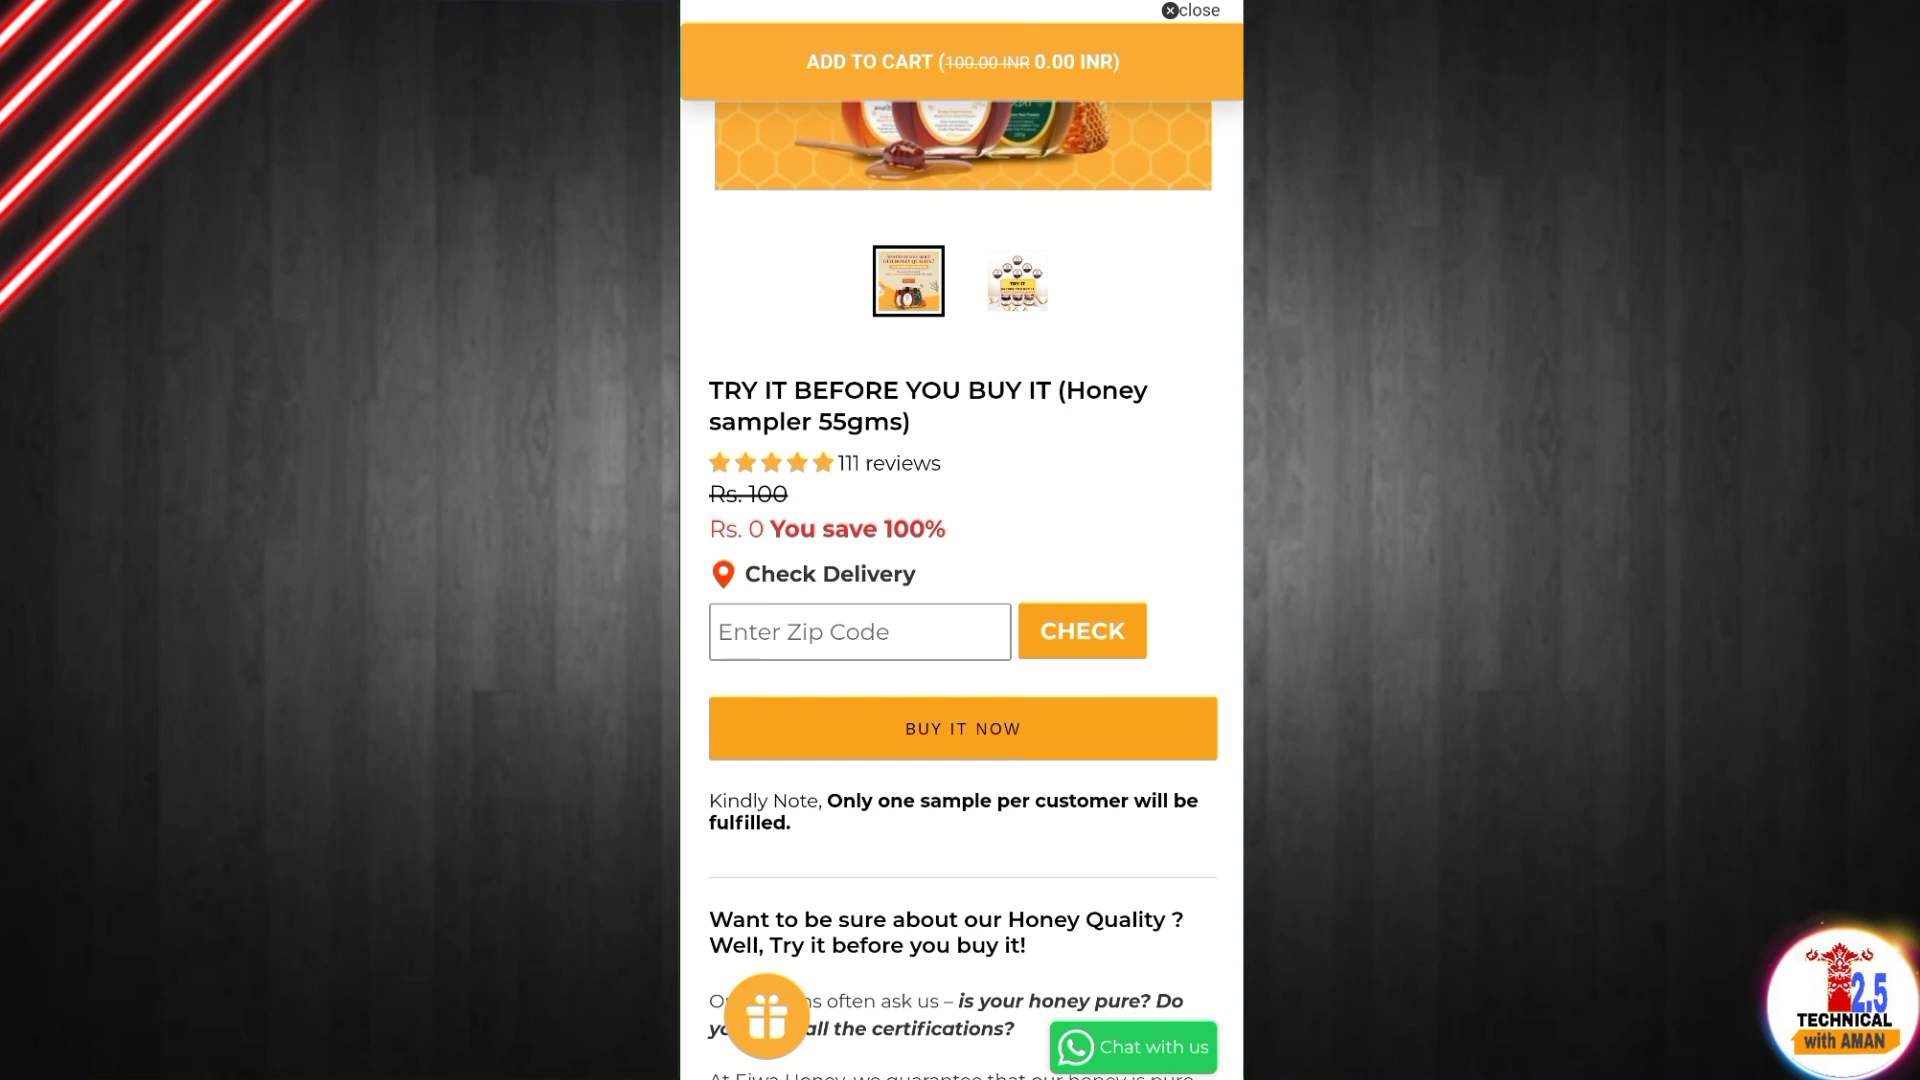 close
ADD TO CART (100.00 INR 0.00 INR)
TRY IT BEFORE YOU BUY IT (Honey
sampler 55gms)
111 reviews
Rs. 100
Rs. 0 You save 100%
Check Delivery
Enter Zip Code
CHECK
BUY IT NOW
Kindly Note, Only one sample per customer will be
fulfilled.
Want to be sure about our Honey Quality ?
Well, Try it before you buy it!
often ask us – is your honey pure? Do
all the certifications?
Chat with us
2.5
TECHNICAL
with AMAN